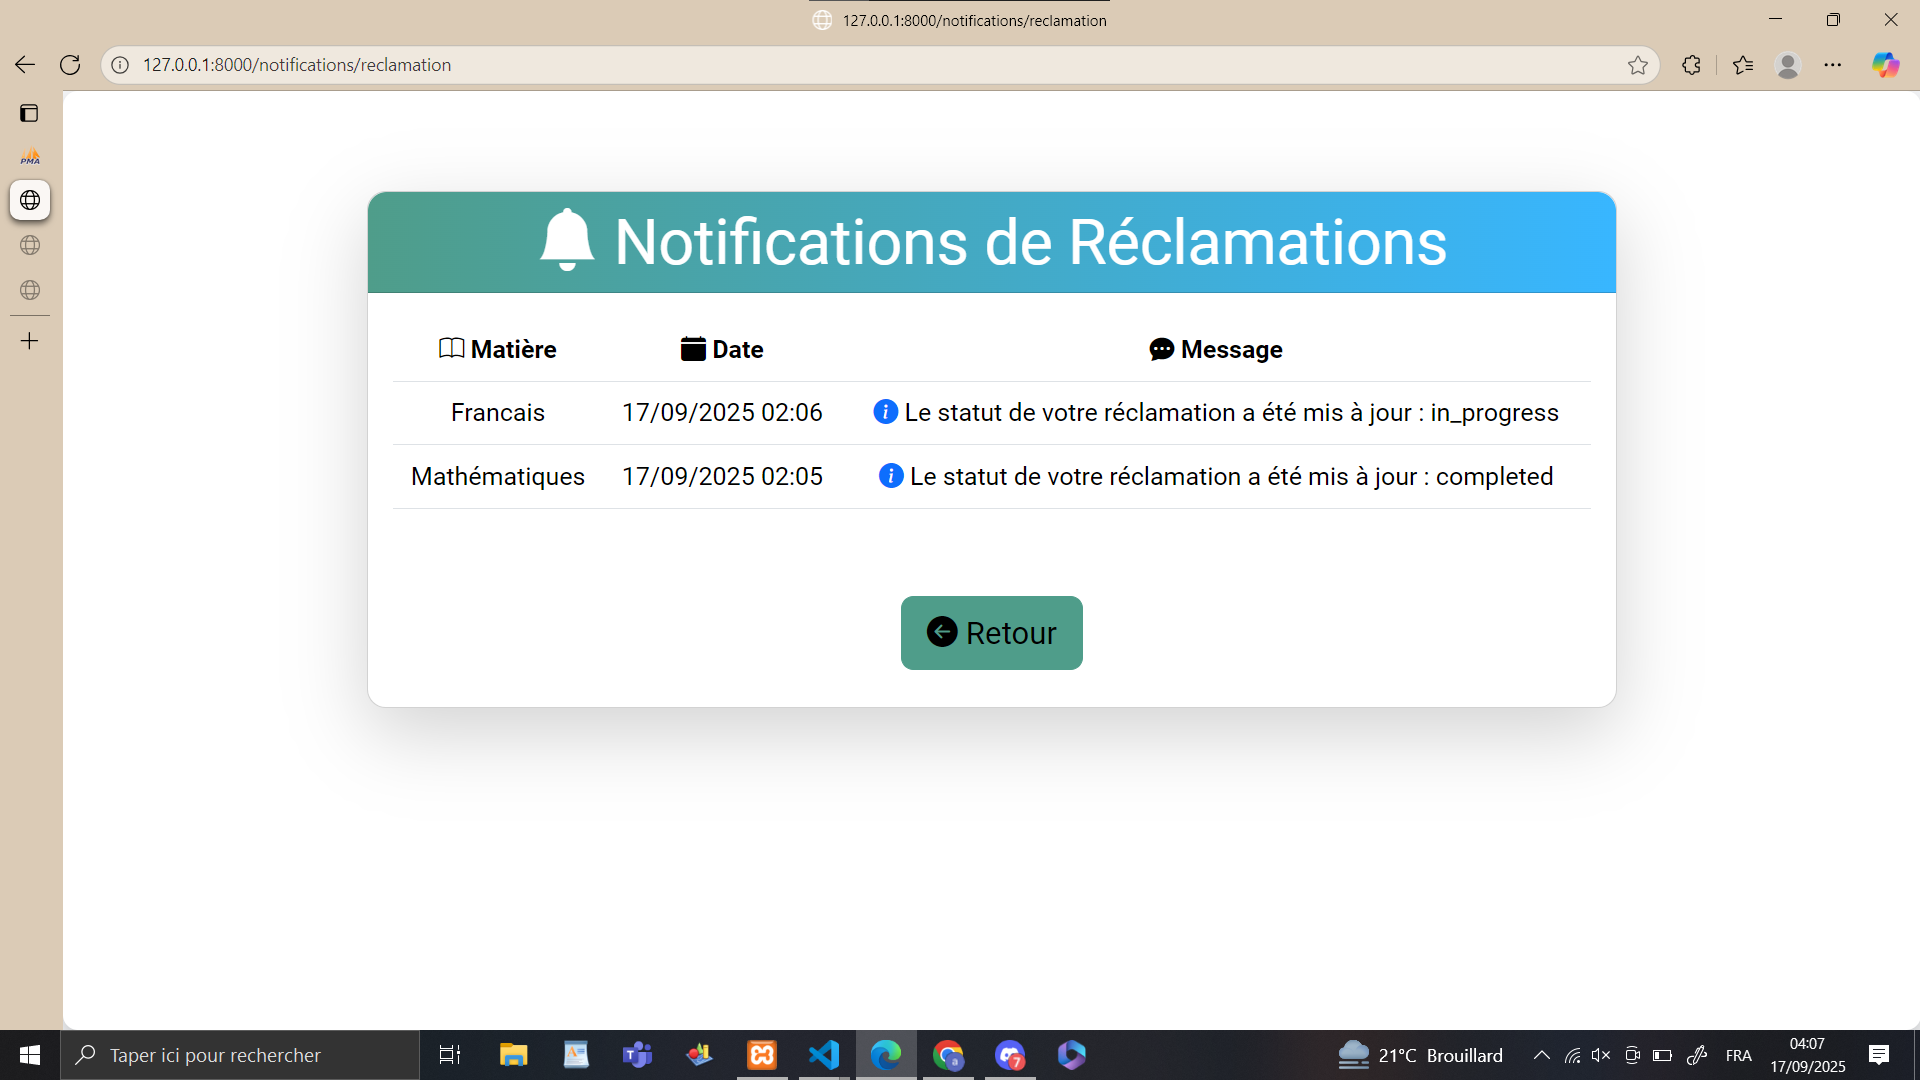 127.0.0.1:8000/notifications/reclamation
127.0.0.1:8000/notifications/reclamation
PMA
Notifications de Réclamations
Matière Date Message
Francais 17/09/2025 02:06 Le statut de votre réclamation a été mis à jour : in_progress
Mathématiques 17/09/2025 02:05 Le statut de votre réclamation a été mis à jour : completed
Retour
Taper ici pour rechercher
a
7
21°C Brouillard
FRA
04:07
17/09/2025